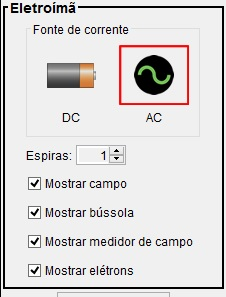 Eletroímã
Fonte de corrente
DC AC
Espiras: 1
Mostrar campo
Mostrar bússola
Mostrar medidor de campo
Mostrar elétrons